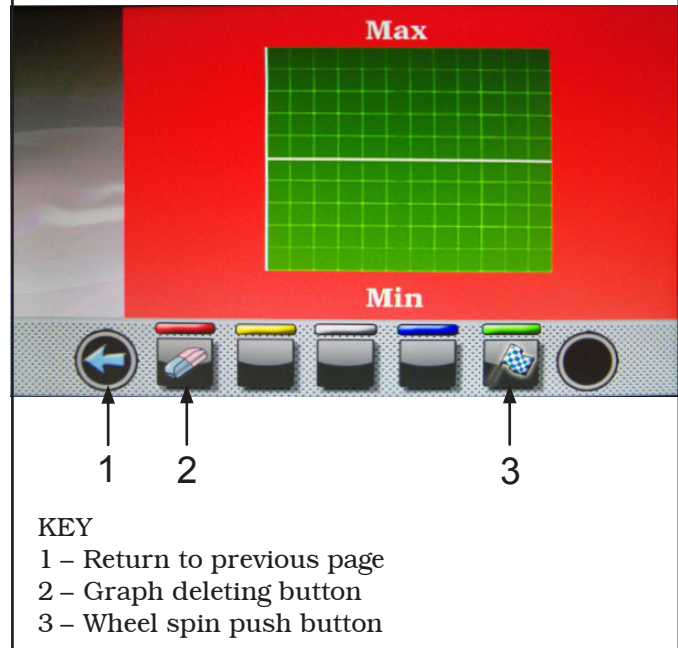 Max
Min
1 2 3
KEY
1 – Return to previous page
2 – Graph deleting button
3 – Wheel spin push button